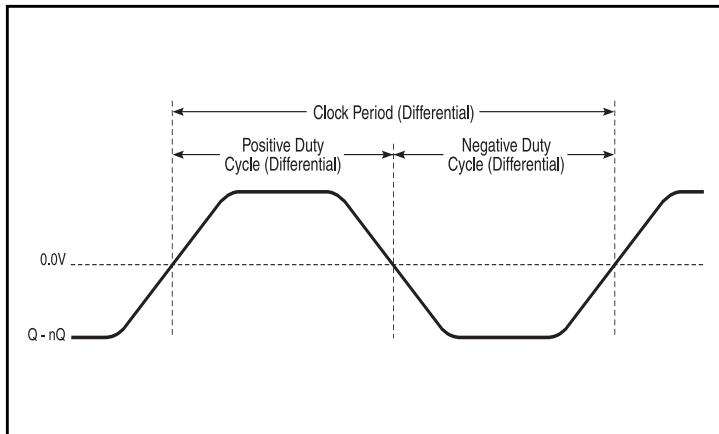 Clock Period (Differential)
Positive Duty
Cycle (Differential)
Negative Duty
Cycle (Differential)
0.0V
Q - nQ